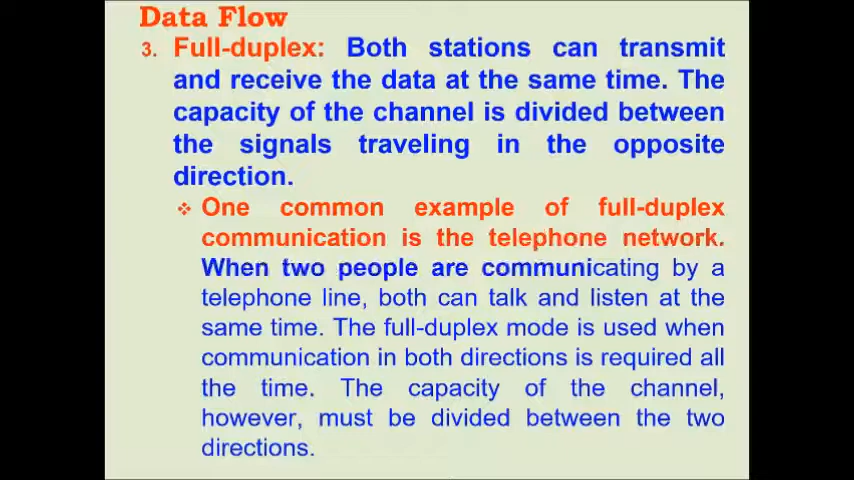 Data Flow
3. Full-duplex: Both stations can transmit
and receive the data at the same time. The
capacity of the channel is divided between
the signals traveling in the opposite
direction.
❖ One common example of full-duplex
communication is the telephone network.
When two people are communicating by a
telephone line, both can talk and listen at the
same time. The full-duplex mode is used when
communication in both directions is required all
the time. The capacity of the channel,
however, must be divided between the two
directions.